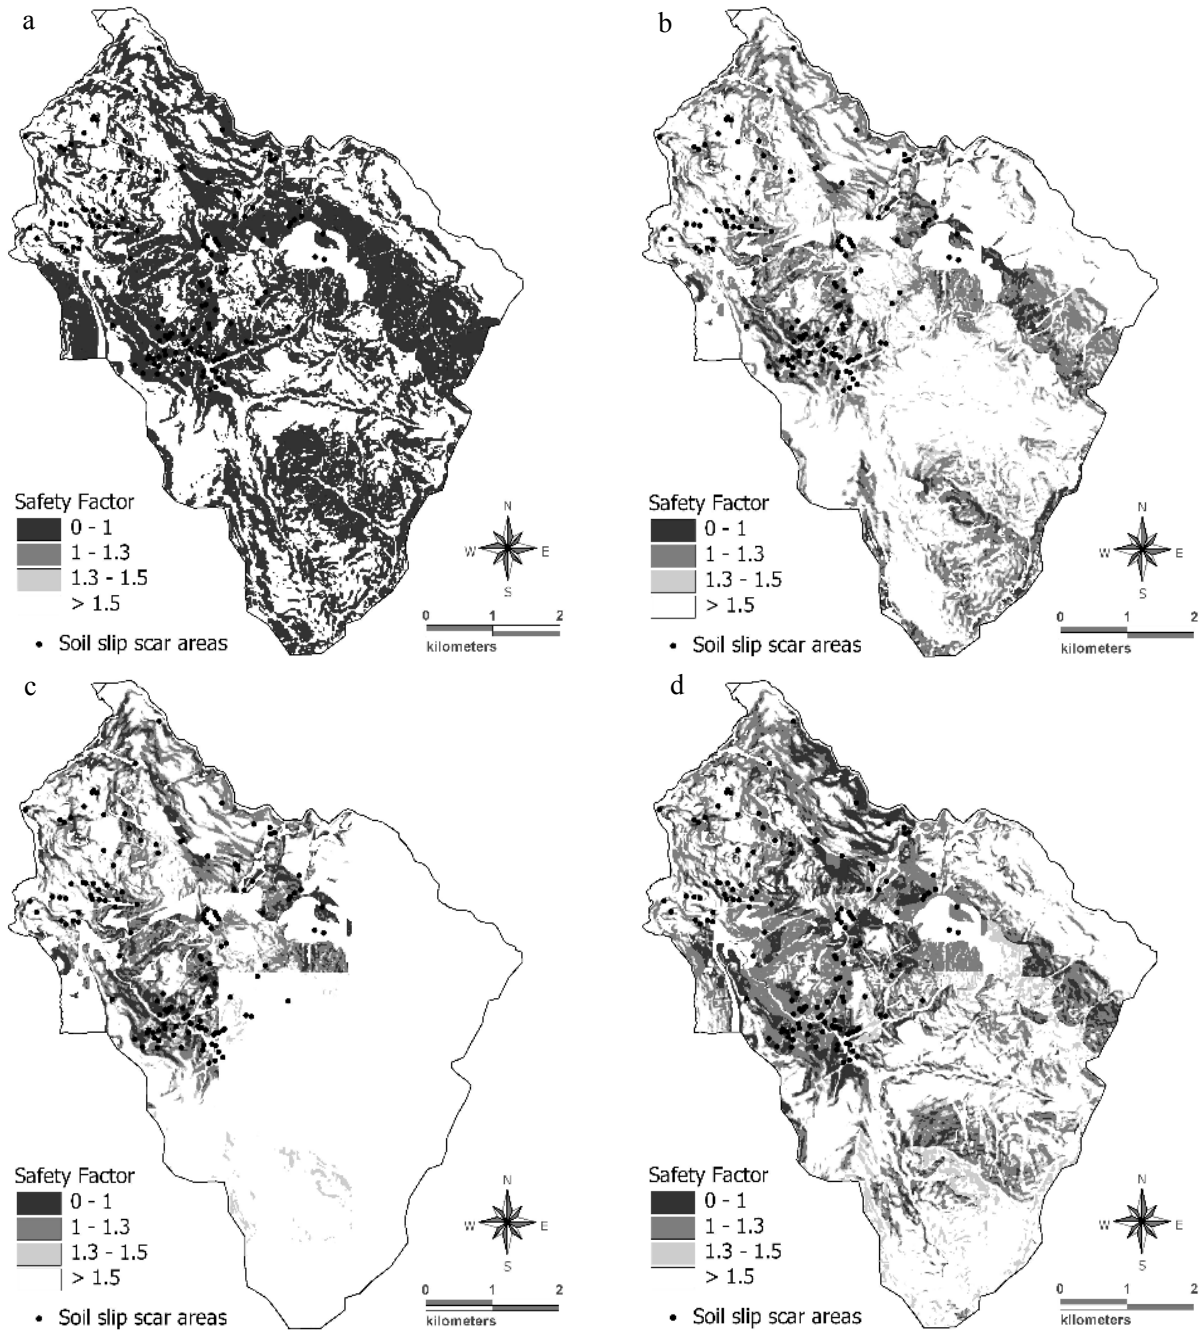 a
N
W E
S
Safety Factor
0 - 1
1 - 1.3
1.3 - 1.5
> 1.5
Soil slip scar areas
0 1 2
kilometers
b
N
W E
S
Safety Factor
0 - 1
1 - 1.3
1.3 - 1.5
> 1.5
Soil slip scar areas
0 1 2
kilometers
c
N
W E
S
Safety Factor
0 - 1
1 - 1.3
1.3 - 1.5
> 1.5
Soil slip scar areas
0 1 2
kilometers
d
N
W E
S
Safety Factor
0 - 1
1 - 1.3
1.3 - 1.5
> 1.5
Soil slip scar areas
0 1 2
kilometers